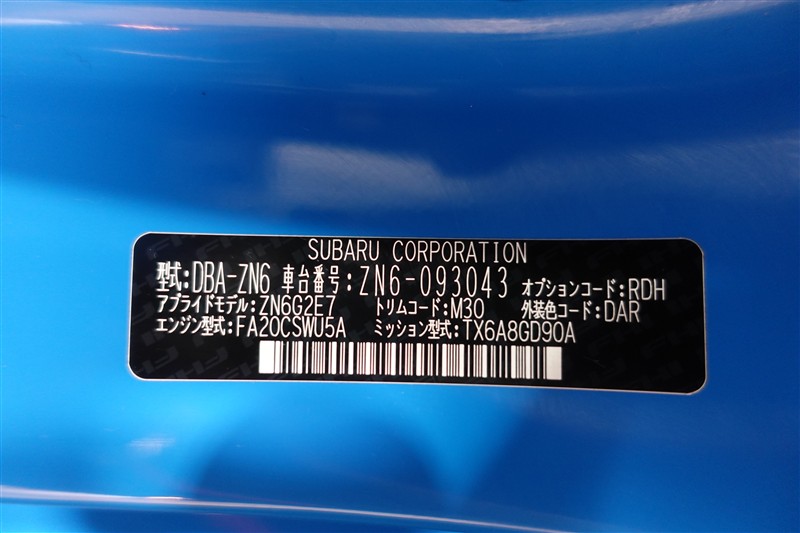 SUBARU CORPORATION
型式:DBA-ZN6 車台番号:ZN6-093043 オプションコード:RDH
アプライドモデル:ZN6G2E7 トリムコード:M30 外装色コード:DAR
エンジン型式:FA20CSWU5A ミッション型式:TX6A8GD90A